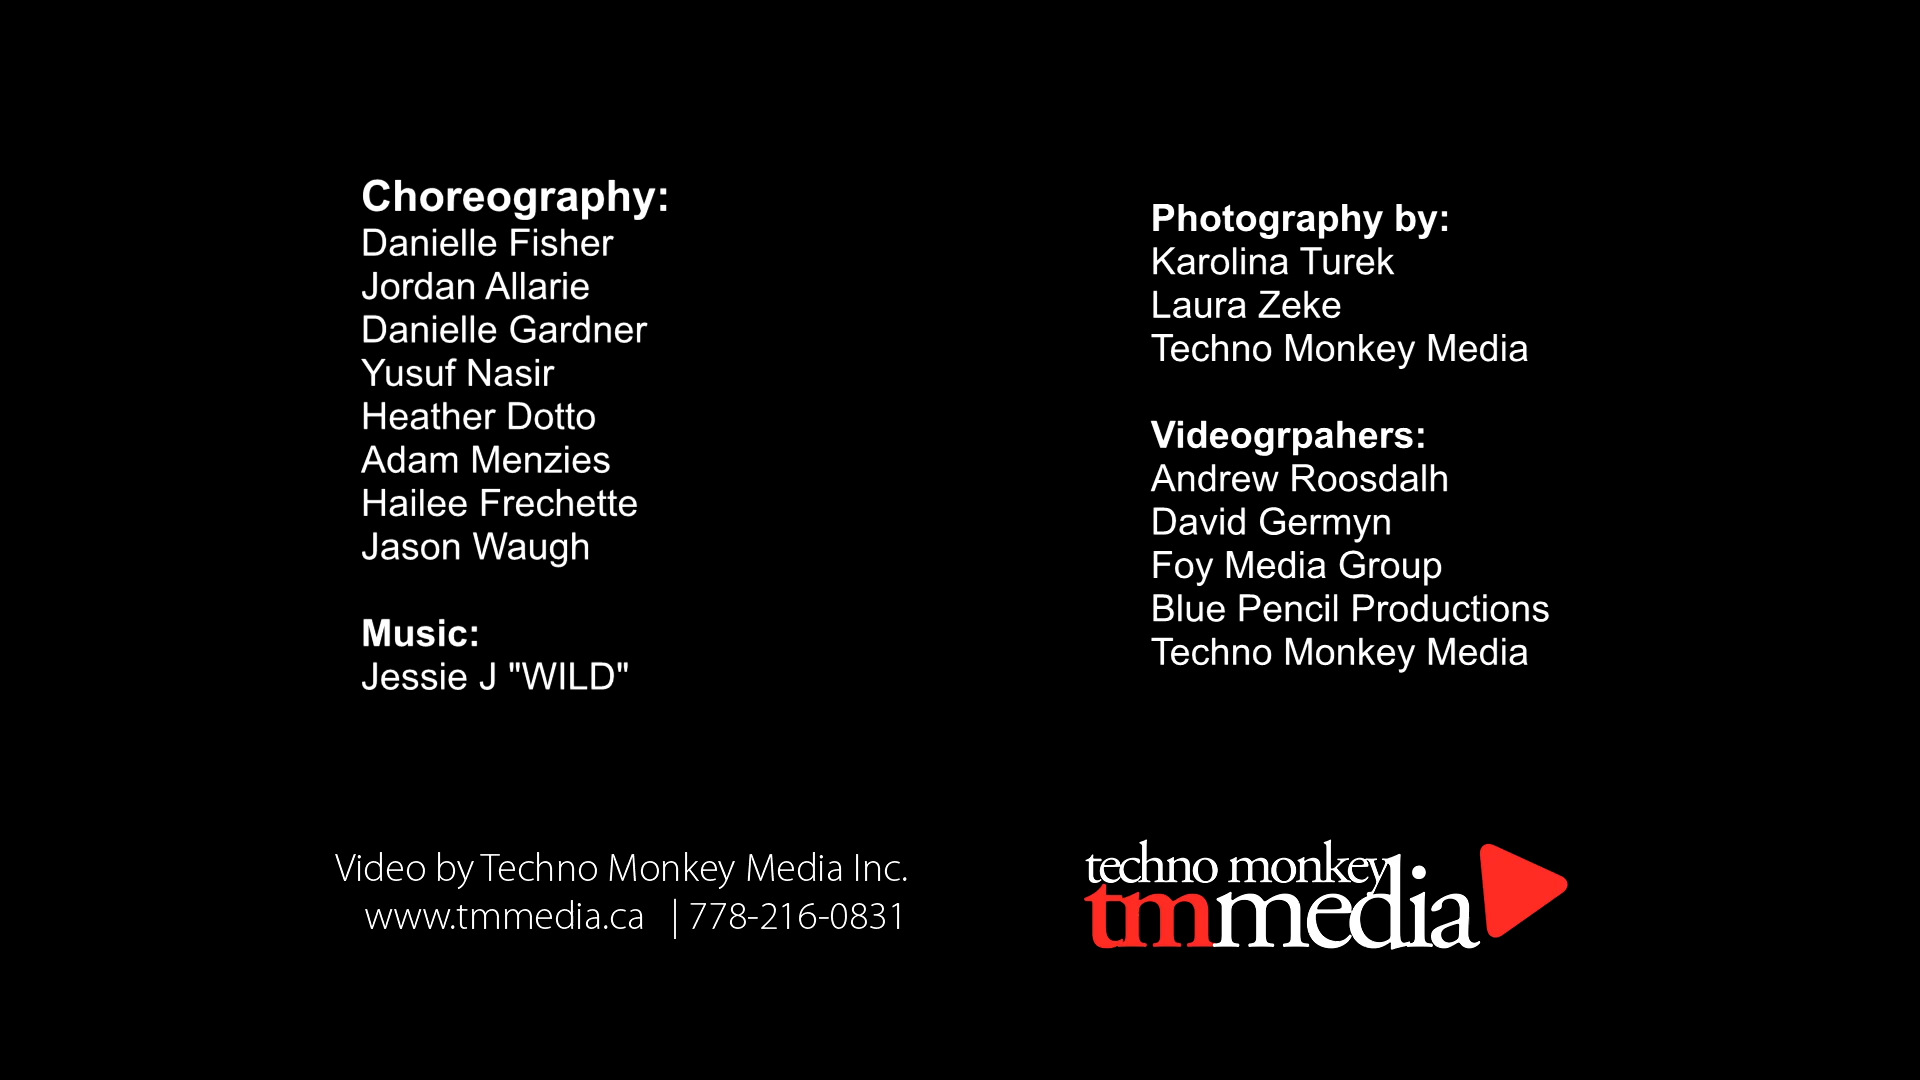 Choreography:
Danielle Fisher
Jordan Allarie
Danielle Gardner
Yusuf Nasir
Heather Dotto
Adam Menzies
Hailee Frechette
Jason Waugh
Music:
Jessie J "WILD"
Photography by:
Karolina Turek
Laura Zeke
Techno Monkey Media
Videogrpahers:
Andrew Roosdalh
David Germyn
Foy Media Group
Blue Pencil Productions
Techno Monkey Media
Video by Techno Monkey Media Inc.
www.tmmedia.ca | 778-216-0831
techno monkey
tmmedia